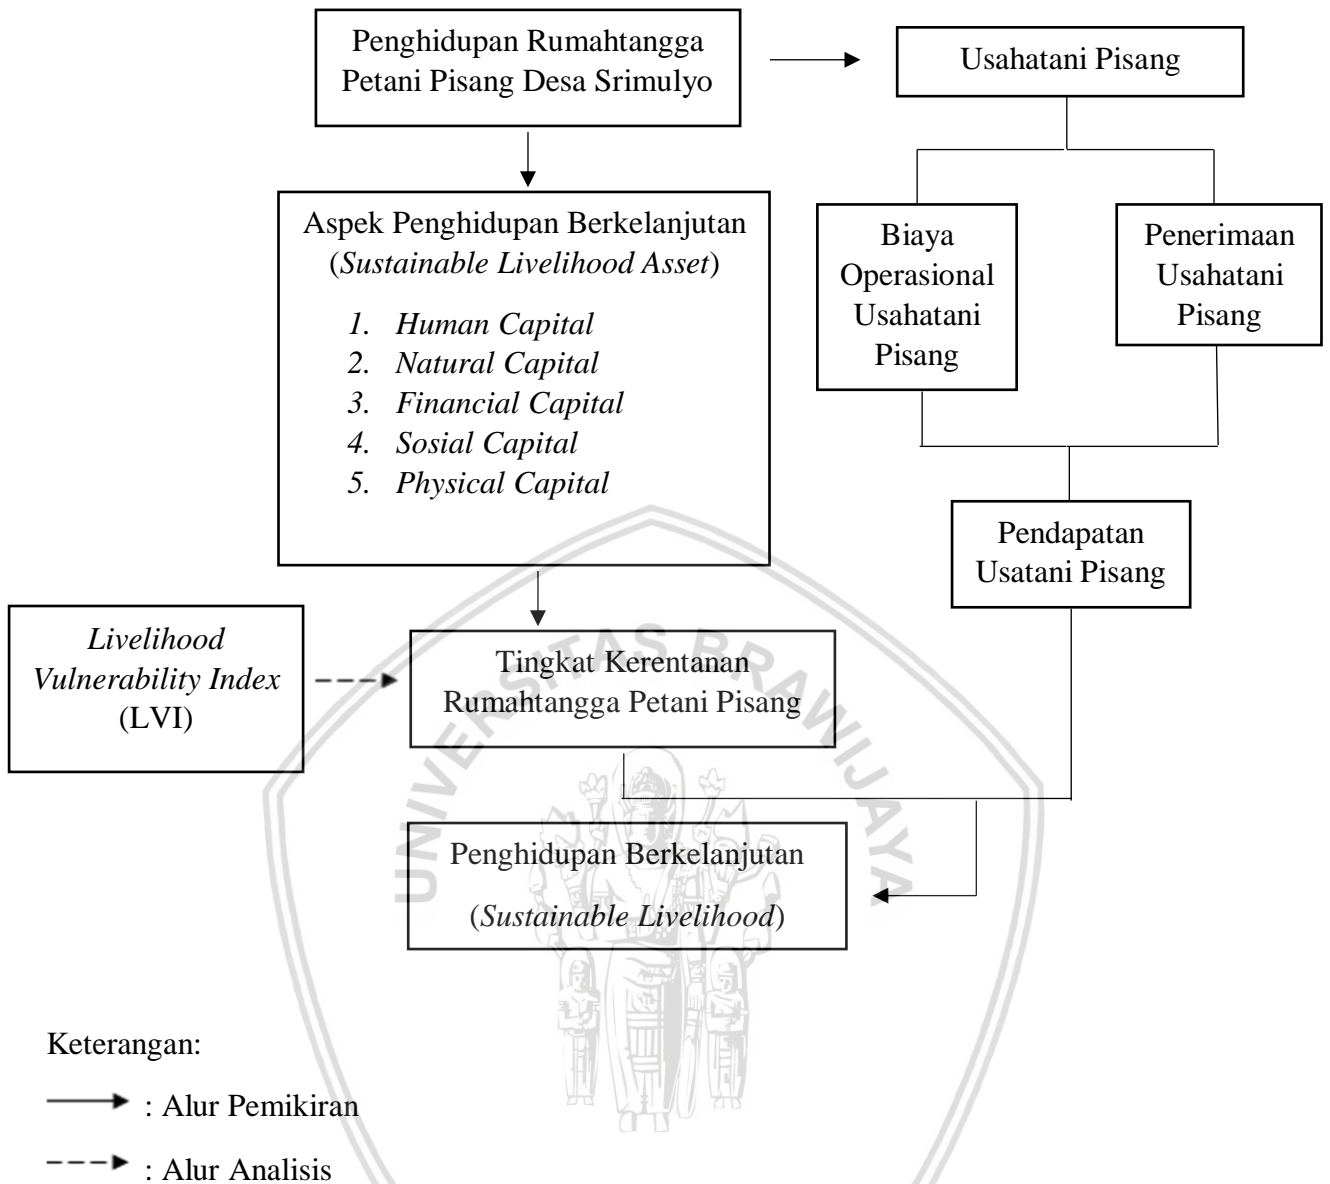 Penghidupan Rumahtangga
Petani Pisang Desa Srimulyo
Usahatani Pisang
Aspek Penghidupan Berkelanjutan
(Sustainable Livelihood Asset)
1. Human Capital
2. Natural Capital
3. Financial Capital
4. Sosial Capital
5. Physical Capital
Biaya
Operasional
Usahatani
Pisang
Penerimaan
Usahatani
Pisang
Pendapatan
Usatani Pisang
Livelihood
Vulnerability Index
(LVI)
Tingkat Kerentanan
Rumahtangga Petani Pisang
Penghidupan Berkelanjutan
(Sustainable Livelihood)
UNIVERSITAS BRAWIJAYA
Keterangan:
: Alur Pemikiran
: Alur Analisis